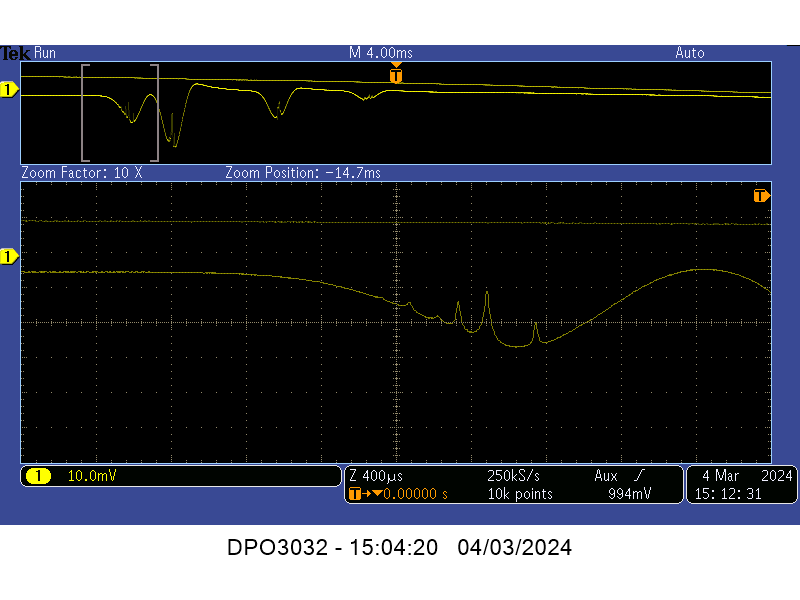 Tek Run M 4.00ms Auto
T
1
Zoom Factor: 10 X Zoom Position: −14.7ms
T
1
1 10.0mV
Z 400µs 250kS/s Aux
T→▼0.00000 s 10k points 994mV
4 Mar 2024
15: 12: 31
DPO3032 - 15:04:20 04/03/2024